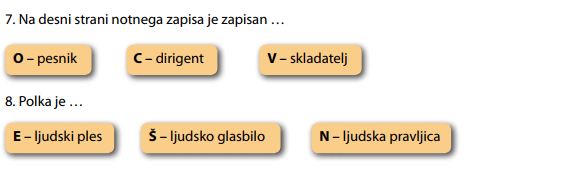 7. Na desni strani notnega zapisa je zapisan …
O – pesnik C – dirigent V – skladatelj
8. Polka je …
E – ljudski ples Š – ljudsko glasbilo N – ljudska pravljica